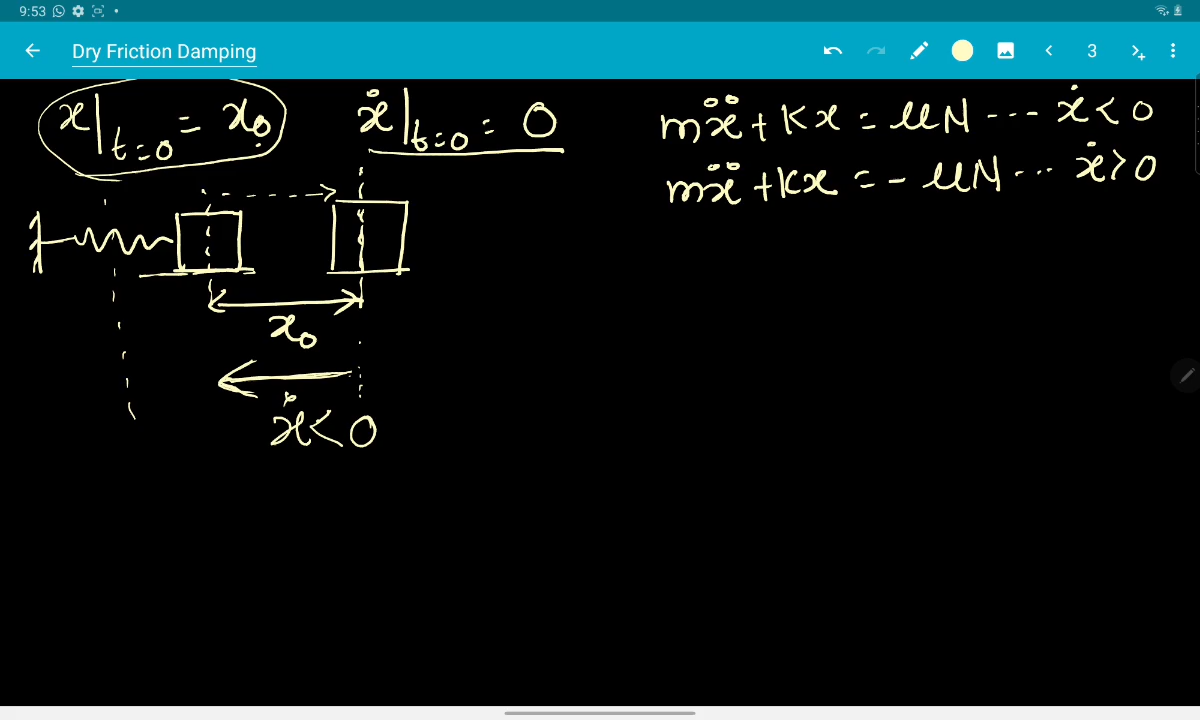 9:53
Dry Friction Damping
3
x|t=0 = x₀ ẋ|t=0 = 0
mẍ + Kx = μN --- ẋ < 0
mẍ + Kx = - μN --- ẋ > 0
x₀
ẋ < 0